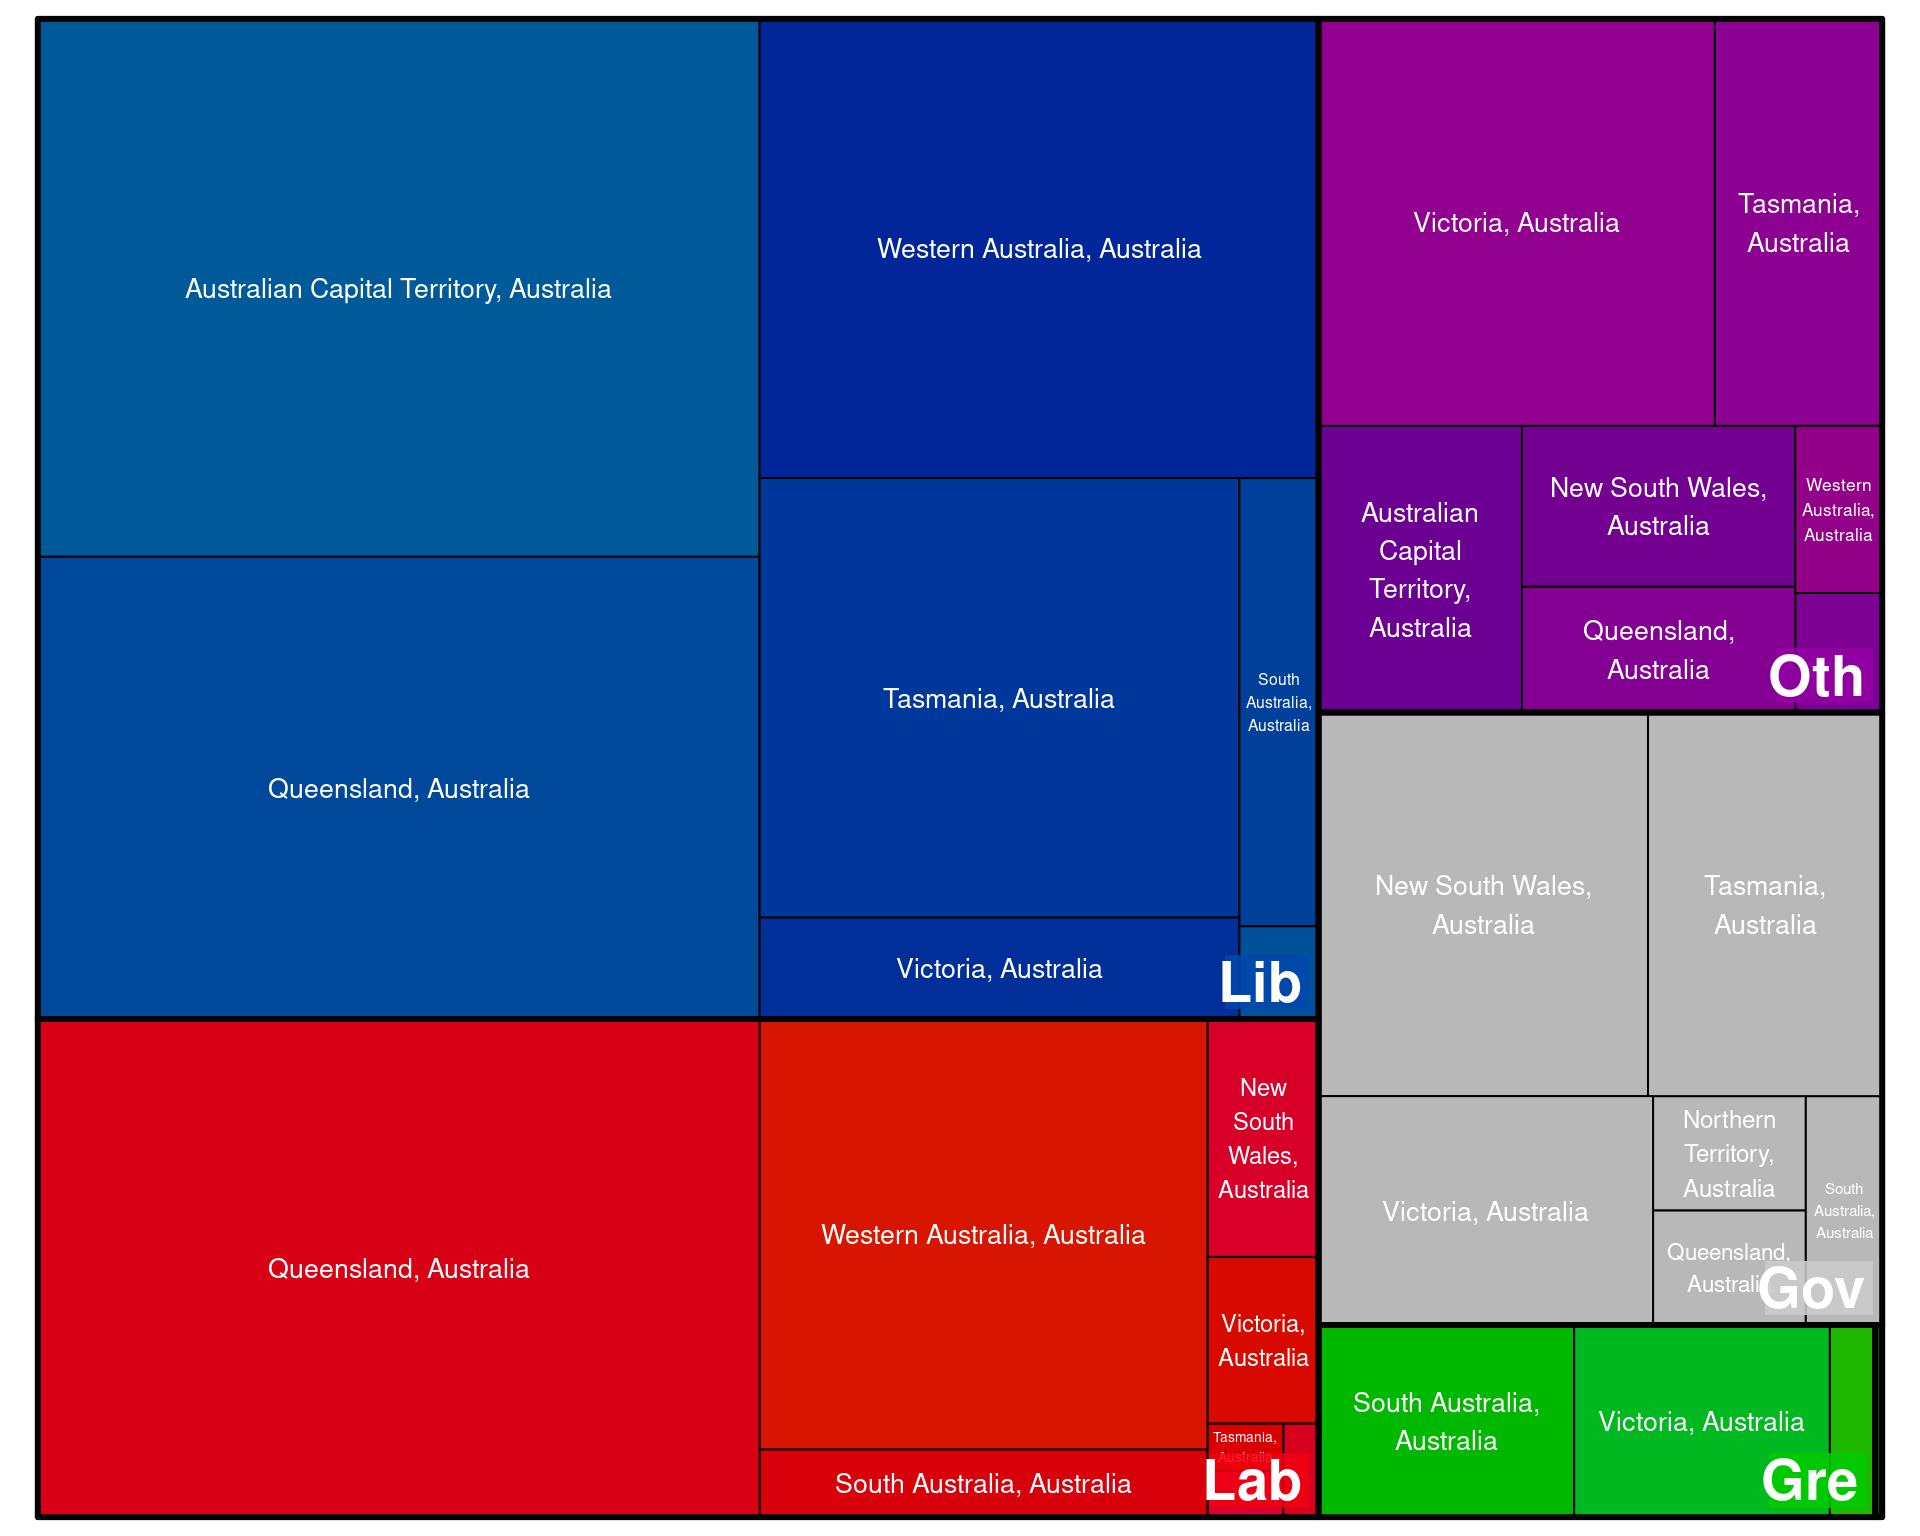 Australian Capital Territory, Australia
Queensland, Australia
Western Australia, Australia
Tasmania, Australia
South
Australia,
Australia
Victoria, Australia
Lib
Queensland, Australia
Western Australia, Australia
South Australia, Australia
New
South
Wales,
Australia
Victoria,
Australia
Tasmania,
Australia
Lab
Victoria, Australia
Tasmania,
Australia
Australian
Capital
Territory,
Australia
New South Wales,
Australia
Queensland,
Australia
Western
Australia,
Australia
Oth
New South Wales,
Australia
Tasmania,
Australia
Victoria, Australia
Northern
Territory,
Australia
Queensland,
Australia
South
Australia,
Australia
Gov
South Australia,
Australia
Victoria, Australia
Gre